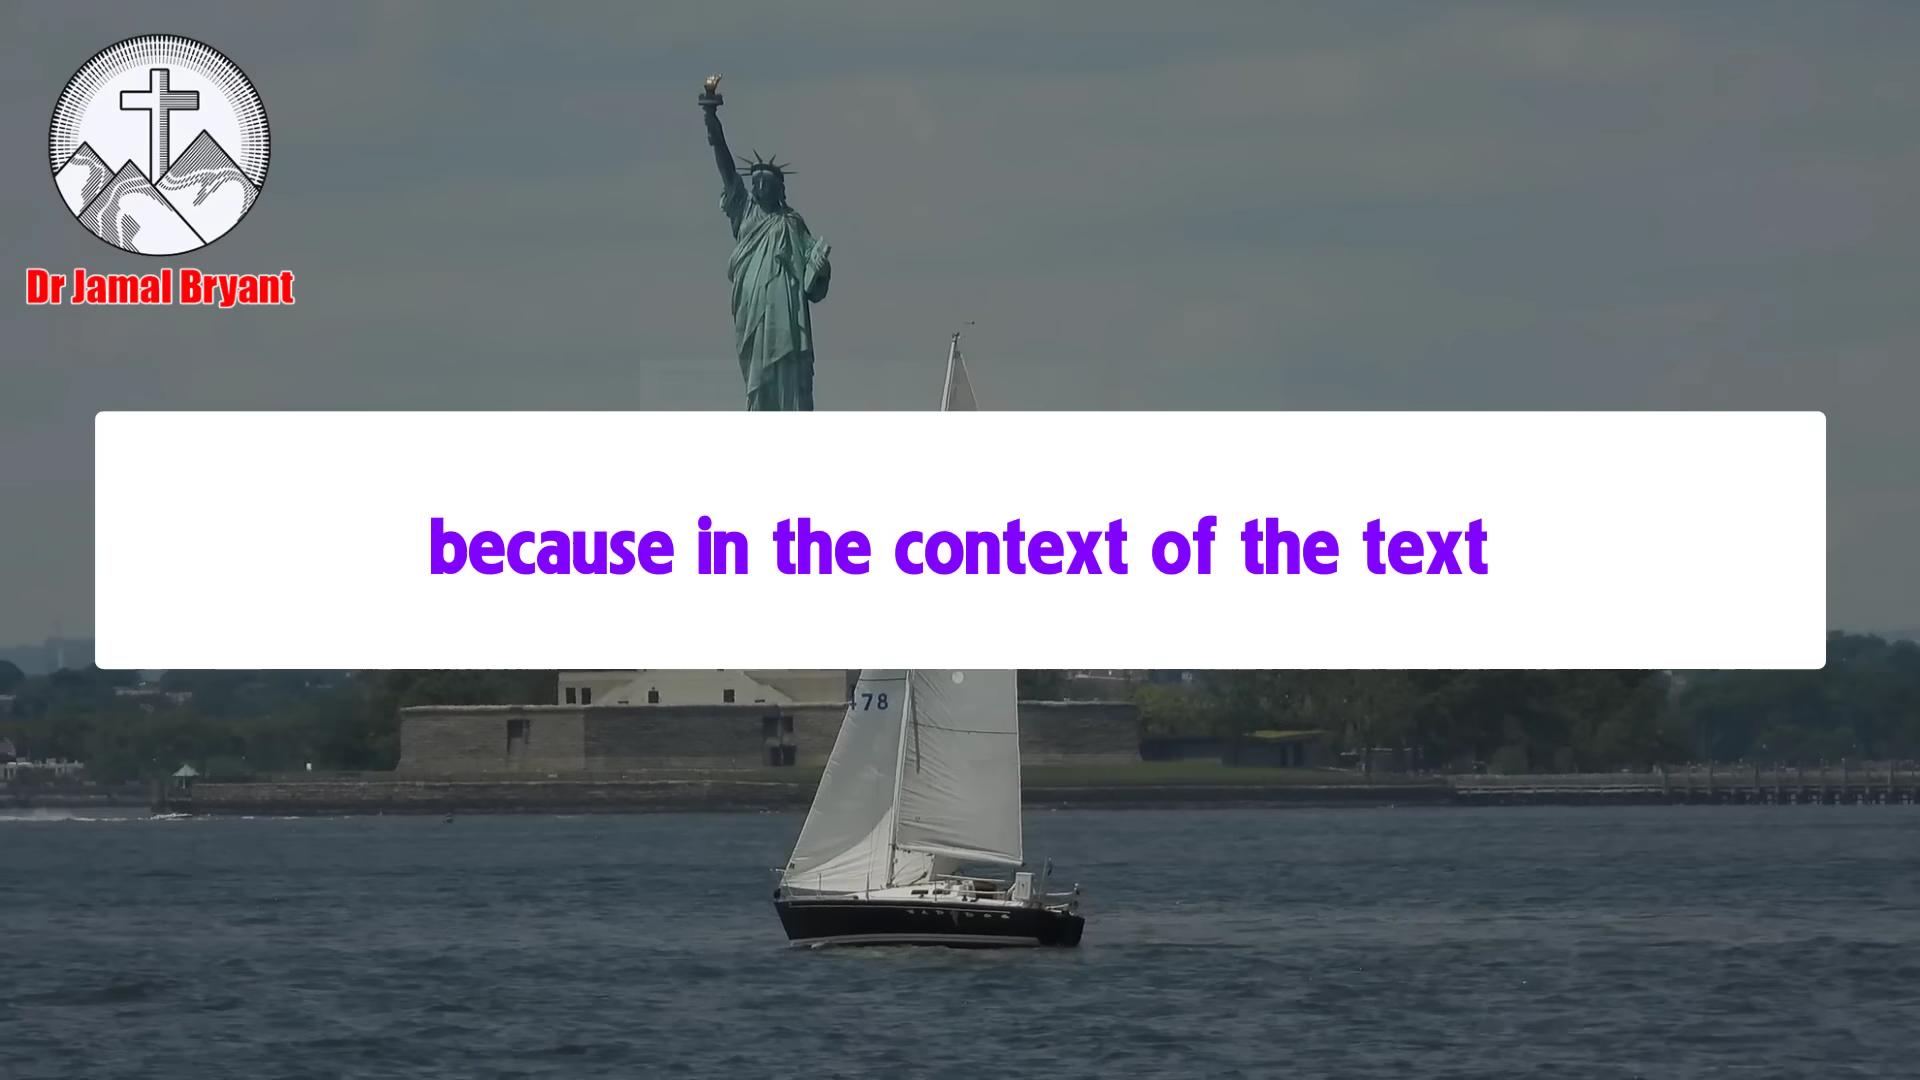 Dr Jamal Bryant
because in the context of the text
78